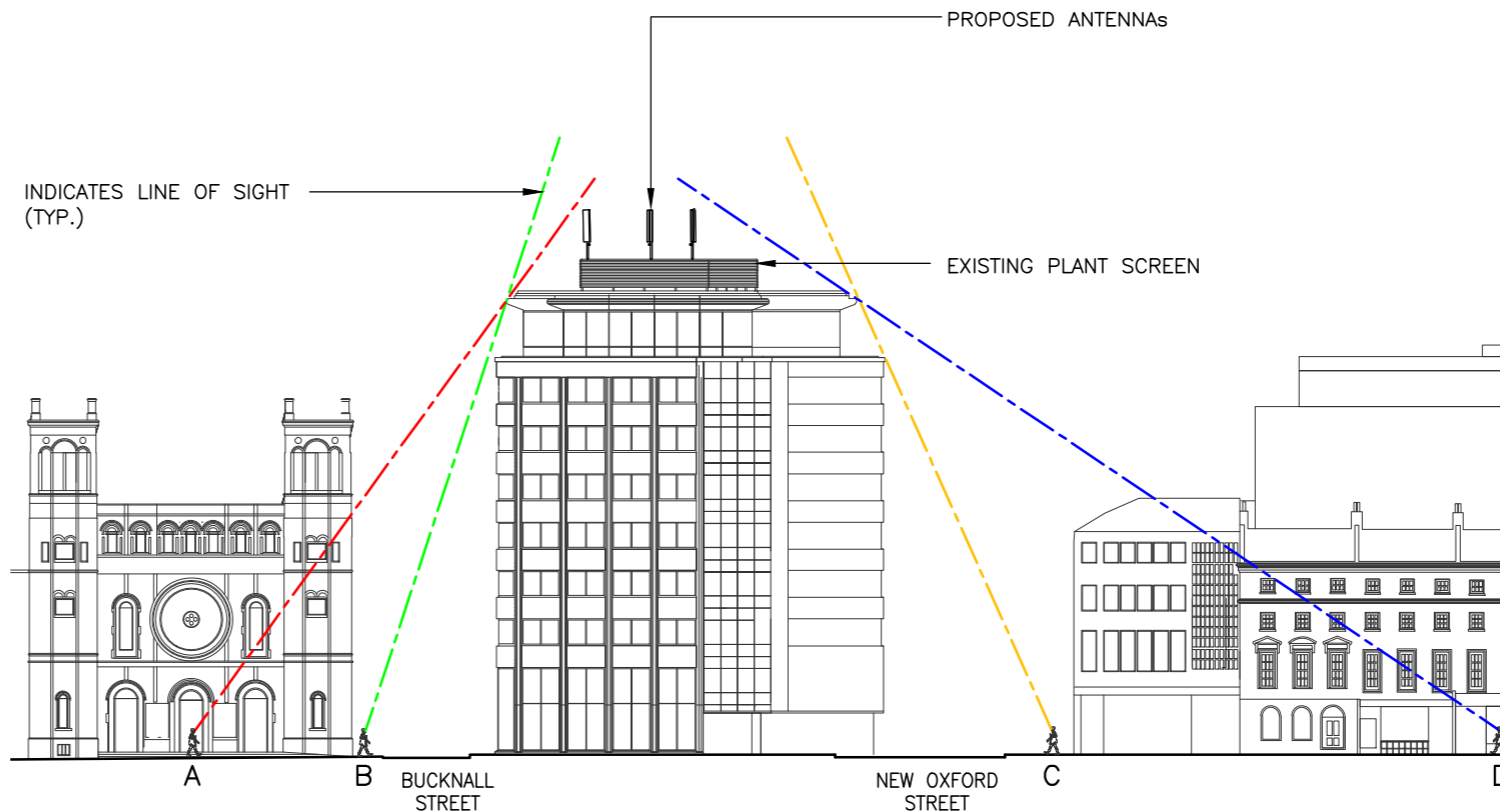 PROPOSED ANTENNAs
INDICATES LINE OF SIGHT
(TYP.)
EXISTING PLANT SCREEN
A
B
BUCKNALL
STREET
NEW OXFORD
STREET
C
D